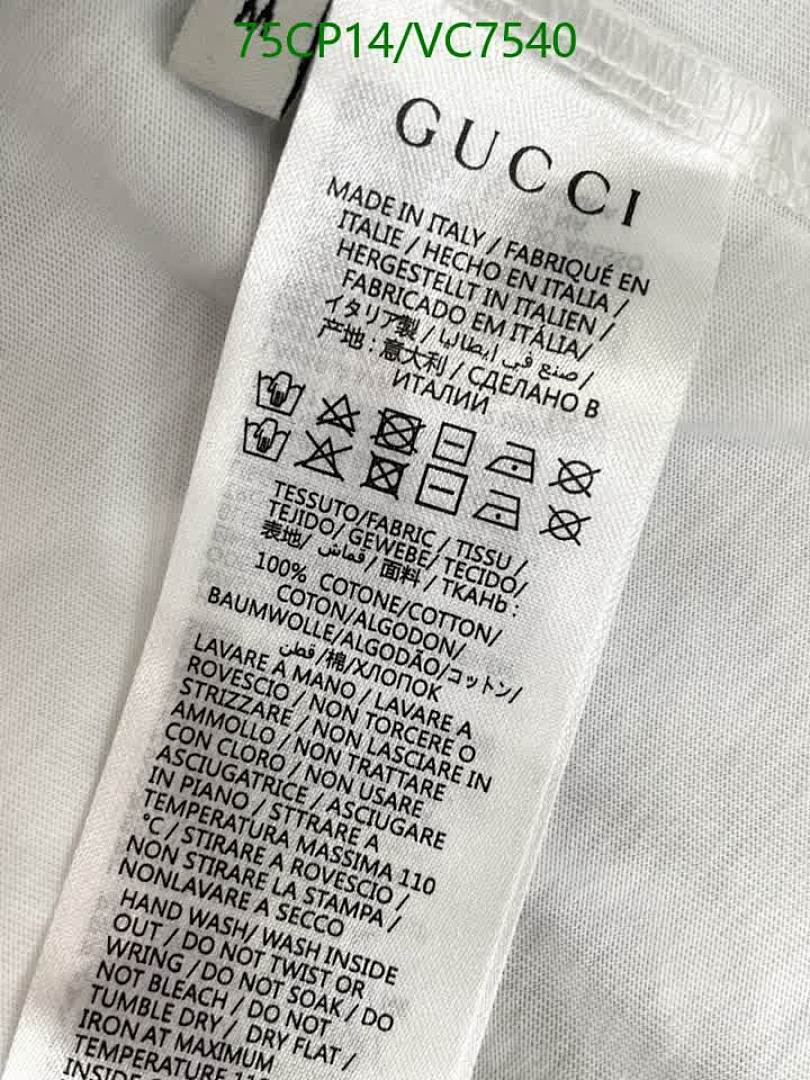 75CP14/VC7540
M
GUCCI
MADE IN ITALY / FABRIQUÉ EN
ITALIE / HECHO EN ITALIA /
HERGESTELLT IN ITALIEN /
FABRICADO EM ITÁLIA/
イタリア製 / صنع في إيطاليا /
产地 : 意大利 / СДЕЛАНО В
ИТАЛИИ
TESSUTO/FABRIC / TISSU /
TEJIDO/ GEWEBE/ TECIDO/
表地/ قماش / 面料 / ТКАНЬ :
100% COTONE/COTTON/
COTON/ALGODON/
BAUMWOLLE/ALGODÃO/コットン/
قطن /棉/ХЛОПОК
LAVARE A MANO / LAVARE A
ROVESCIO / NON TORCERE O
STRIZZARE / NON LASCIARE IN
AMMOLLO / NON TRATTARE
CON CLORO / NON USARE
ASCIUGATRICE / ASCIUGARE
IN PIANO / STTRARE A
TEMPERATURA MASSIMA 110
°C / STIRARE A ROVESCIO /
NON STIRARE LA STAMPA /
NONLAVARE A SECCO
HAND WASH/ WASH INSIDE
OUT / DO NOT TWIST OR
WRING / DO NOT SOAK / DO
NOT BLEACH / DO NOT
TUMBLE DRY / DRY FLAT /
IRON AT MAXIMUM
TEMPERATURE
INSIDE